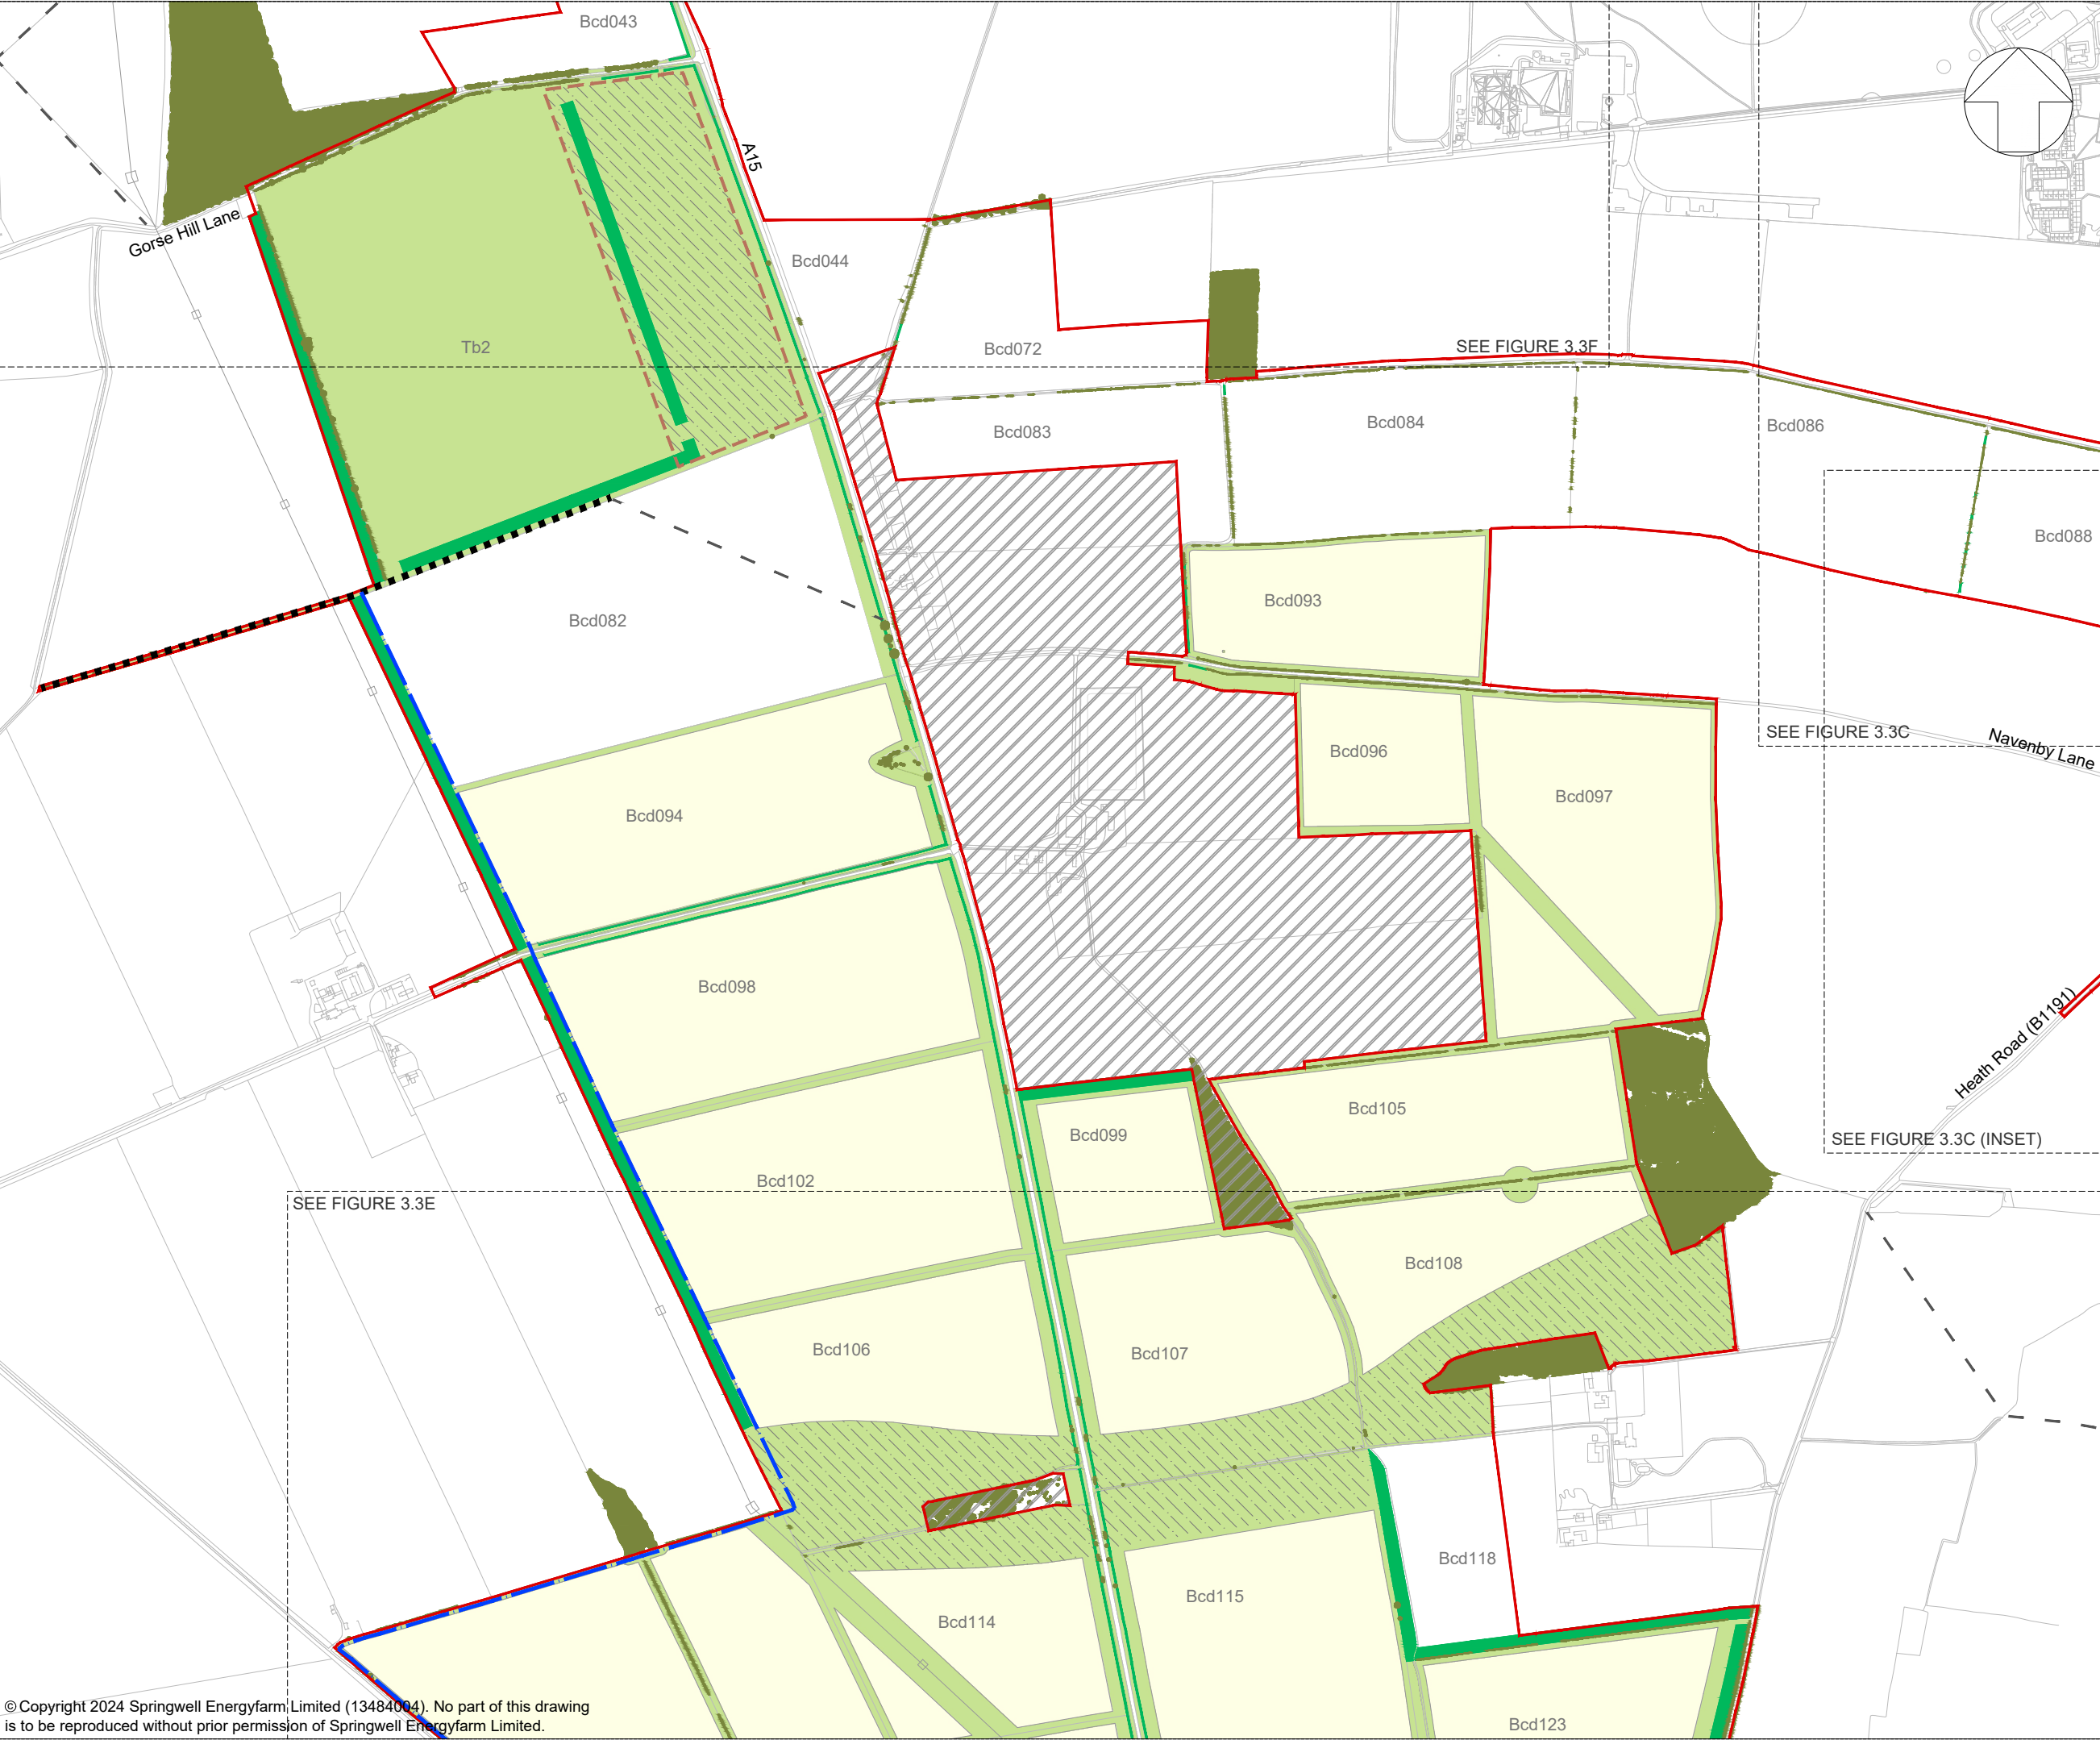 Bcd043
A15
Gorse Hill Lane
Bcd044
Tb2
Bcd072
SEE FIGURE 3.3F
Bcd083
Bcd084
Bcd086
Bcd088
Bcd093
Bcd082
SEE FIGURE 3.3C
Navenby Lane
Bcd096
Bcd097
Bcd094
Bcd098
Heath Road (B1191)
Bcd105
Bcd099
SEE FIGURE 3.3C (INSET)
Bcd102
SEE FIGURE 3.3E
Bcd108
Bcd106
Bcd107
Bcd118
Bcd115
Bcd114
Bcd123
© Copyright 2024 Springwell Energyfarm Limited (13484004). No part of this drawing
is to be reproduced without prior permission of Springwell Energyfarm Limited.